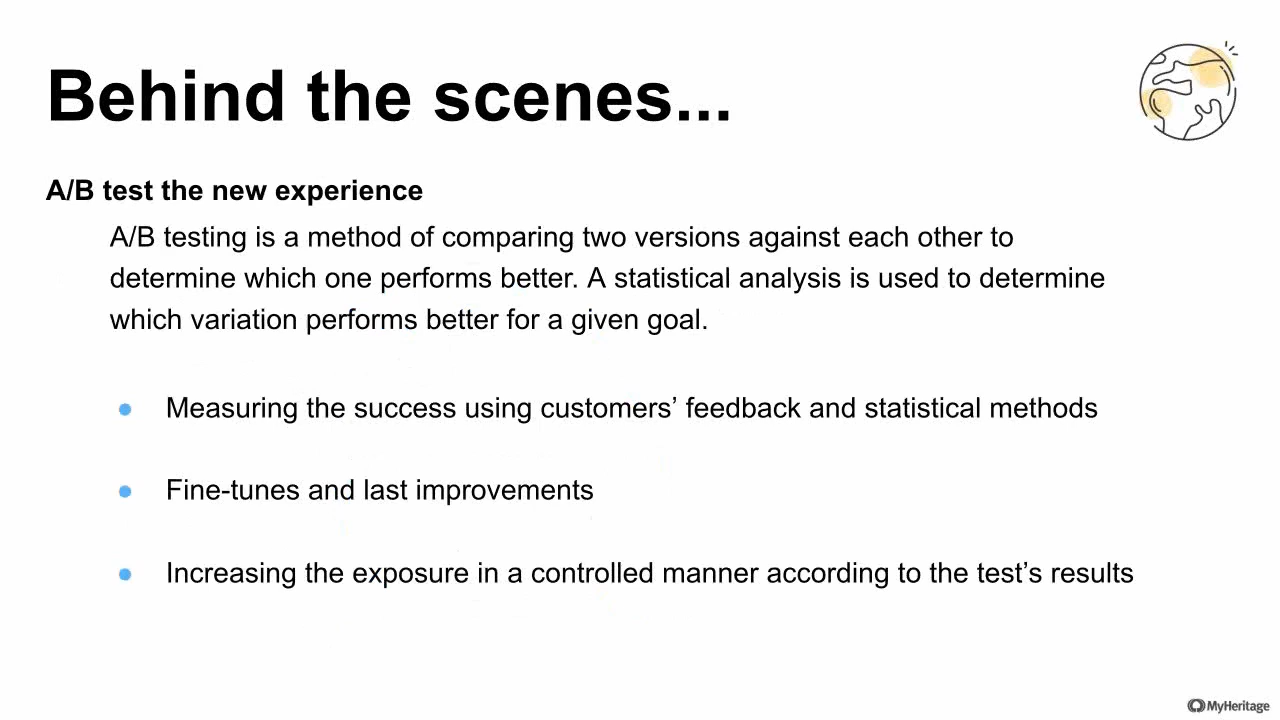 Behind the scenes...
A/B test the new experience
A/B testing is a method of comparing two versions against each other to
determine which one performs better. A statistical analysis is used to determine
which variation performs better for a given goal.
● Measuring the success using customers’ feedback and statistical methods
● Fine-tunes and last improvements
● Increasing the exposure in a controlled manner according to the test’s results
MyHeritage